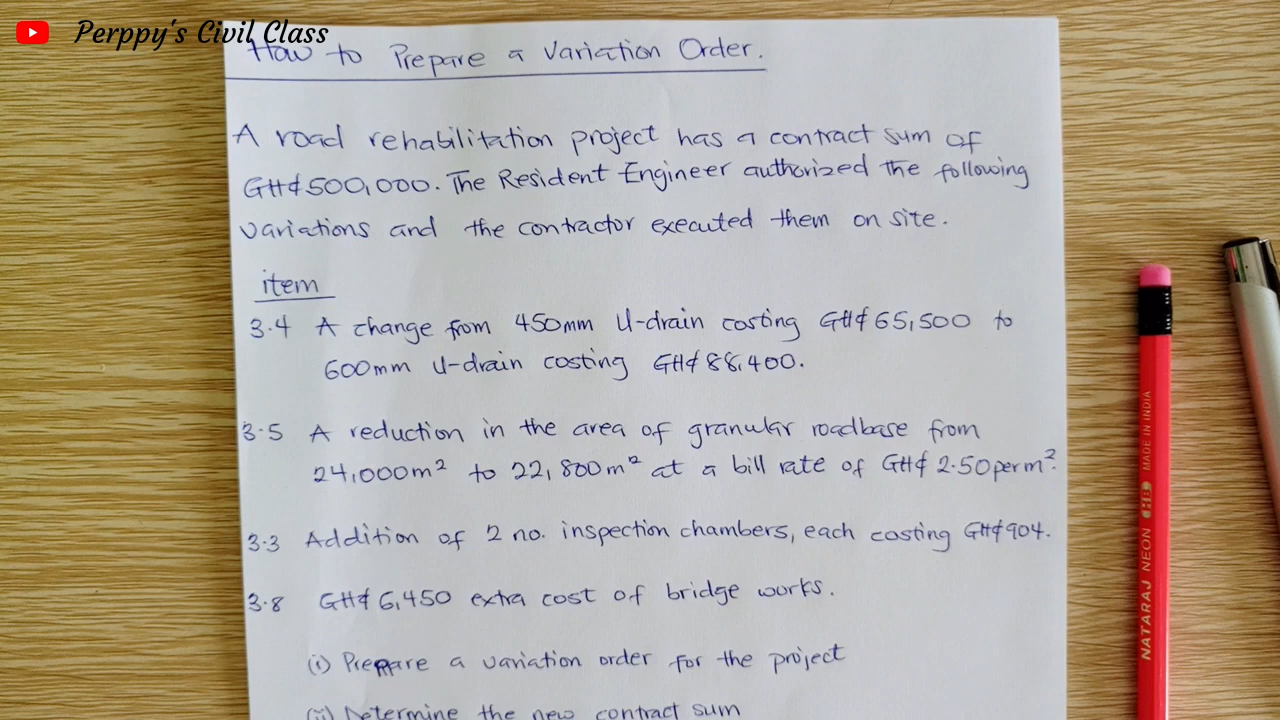 Perppy's Civil Class
How to Prepare a Variation Order.
A road rehabilitation project has a contract sum of
GH₵500,000. The Resident Engineer authorized the following
variations and the contractor executed them on site.
item
3.4 A change from 450mm U-drain costing GH₵65,500 to
600mm U-drain costing GH₵88,400.
3.5 A reduction in the area of granular roadbase from
24,000m² to 22,800m² at a bill rate of GH₵2.50 per m².
3.3 Addition of 2 no. inspection chambers, each costing GH₵904.
3.8 GH₵6,450 extra cost of bridge works.
(i) Prepare a variation order for the project
(ii) Determine the new contract sum
NATARAJ NEON HB MADE IN INDIA